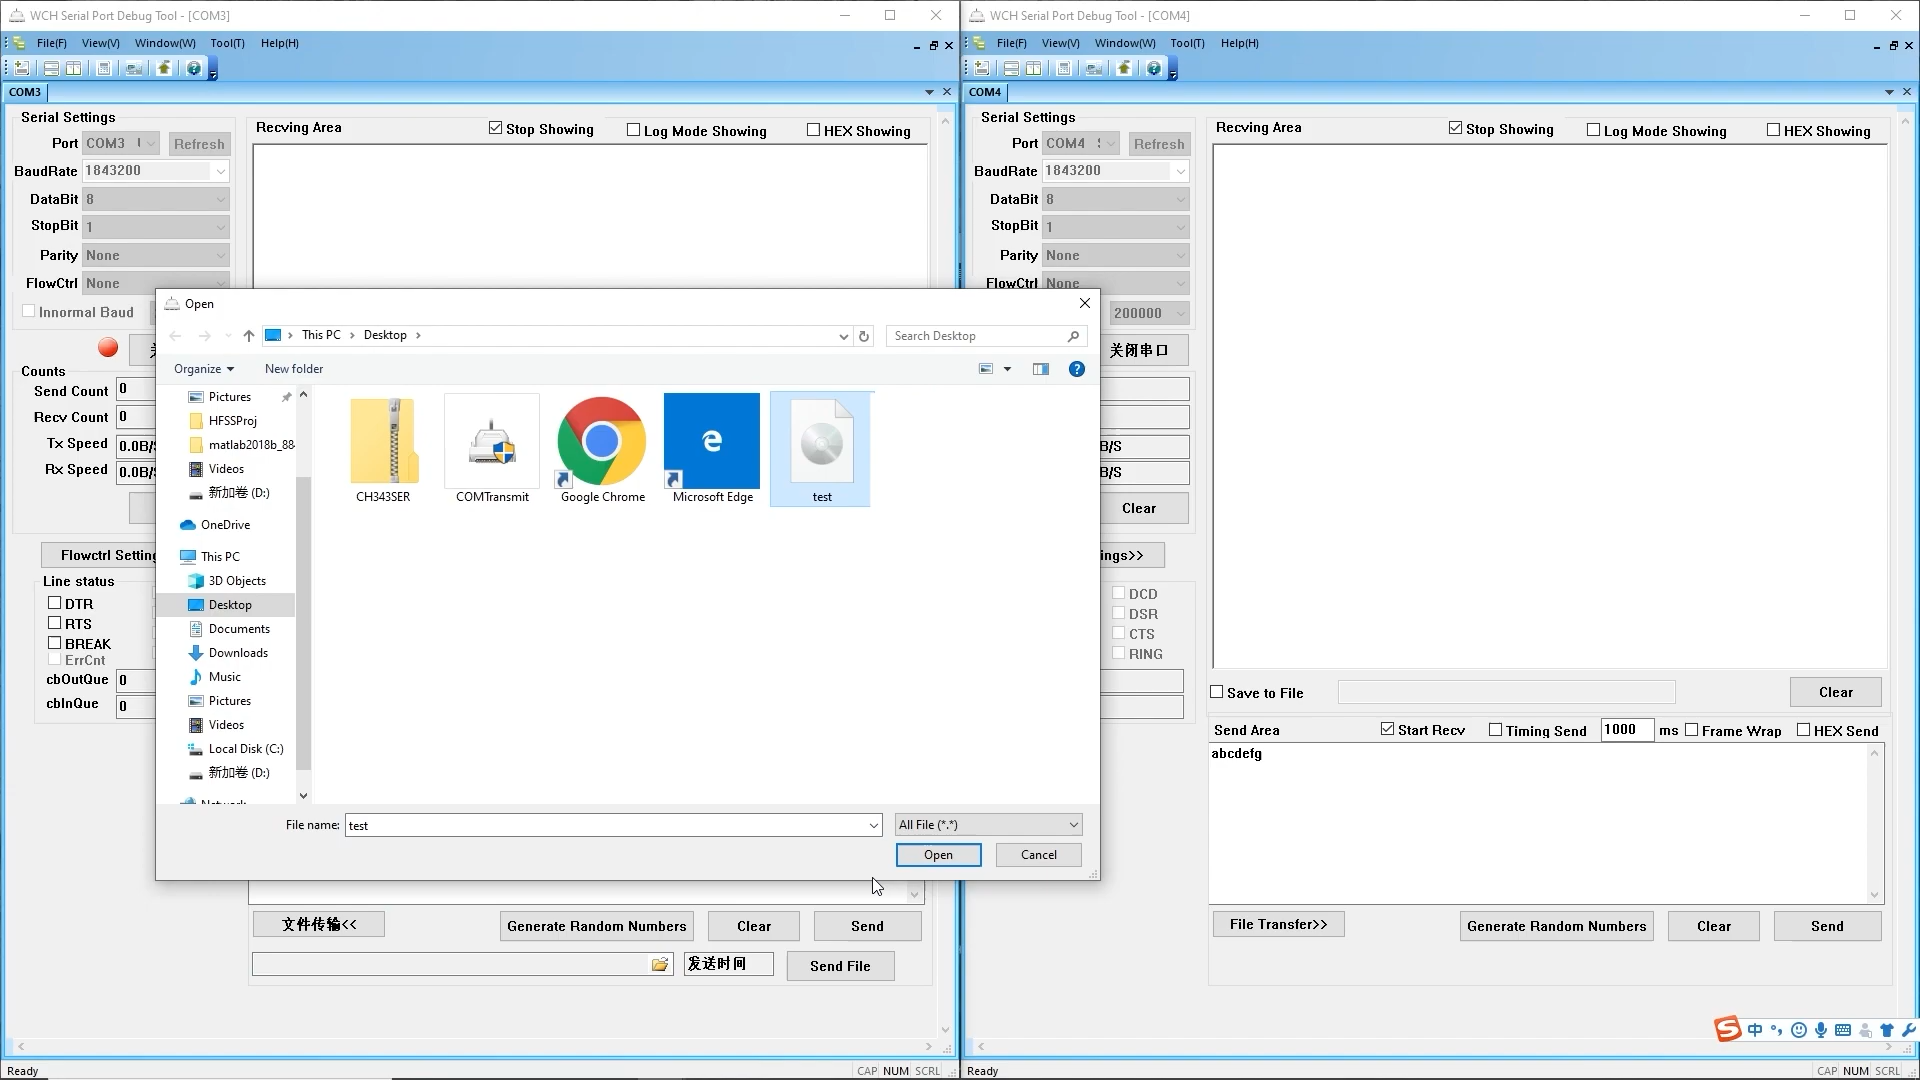 WCH Serial Port Debug Tool - [COM3]
File(F) View(V) Window(W) Tool(T) Help(H)
COM3
Serial Settings
Port COM3 Refresh
BaudRate 1843200
DataBit 8
StopBit 1
Parity None
FlowCtrl None
Innormal Baud
Counts
Send Count 0
Recv Count 0
Tx Speed 0.0B/S
Rx Speed 0.0B/S
Flowctrl Setting
Line status
DTR
RTS
BREAK
ErrCnt
cbOutQue 0
cbInQue 0
Recving Area Stop Showing Log Mode Showing HEX Showing
Open
This PC > Desktop >
Search Desktop
Organize New folder
Pictures
HFSSProj
matlab2018b_88
Videos
新加卷 (D:)
OneDrive
This PC
3D Objects
Desktop
Documents
Downloads
Music
Pictures
Videos
Local Disk (C:)
新加卷 (D:)
Network
CH343SER COMTransmit Google Chrome Microsoft Edge test
File name: test All File (*.*)
Open Cancel
文件传输<< Generate Random Numbers Clear Send
发送时间 Send File
Ready CAP NUM SCRL
WCH Serial Port Debug Tool - [COM4]
File(F) View(V) Window(W) Tool(T) Help(H)
COM4
Serial Settings
Port COM4 Refresh
BaudRate 1843200
DataBit 8
StopBit 1
Parity None
FlowCtrl None
200000
关闭串口
B/S
B/S
Clear
ings>>
DCD
DSR
CTS
RING
Recving Area Stop Showing Log Mode Showing HEX Showing
Save to File Clear
Send Area Start Recv Timing Send 1000 ms Frame Wrap HEX Send
abcdefg
File Transfer>> Generate Random Numbers Clear Send
中
Ready CAP NUM SCRL